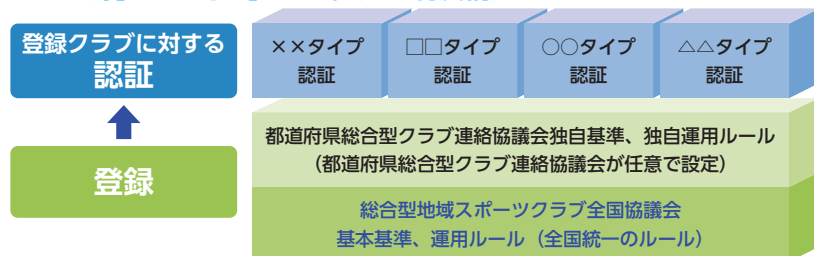 登録クラブに対する
認証
××タイプ
認証
□□タイプ
認証
○○タイプ
認証
△△タイプ
認証
都道府県総合型クラブ連絡協議会独自基準、独自運用ルール
（都道府県総合型クラブ連絡協議会が任意で設定）
登録
総合型地域スポーツクラブ全国協議会
基本基準、運用ルール（全国統一のルール）